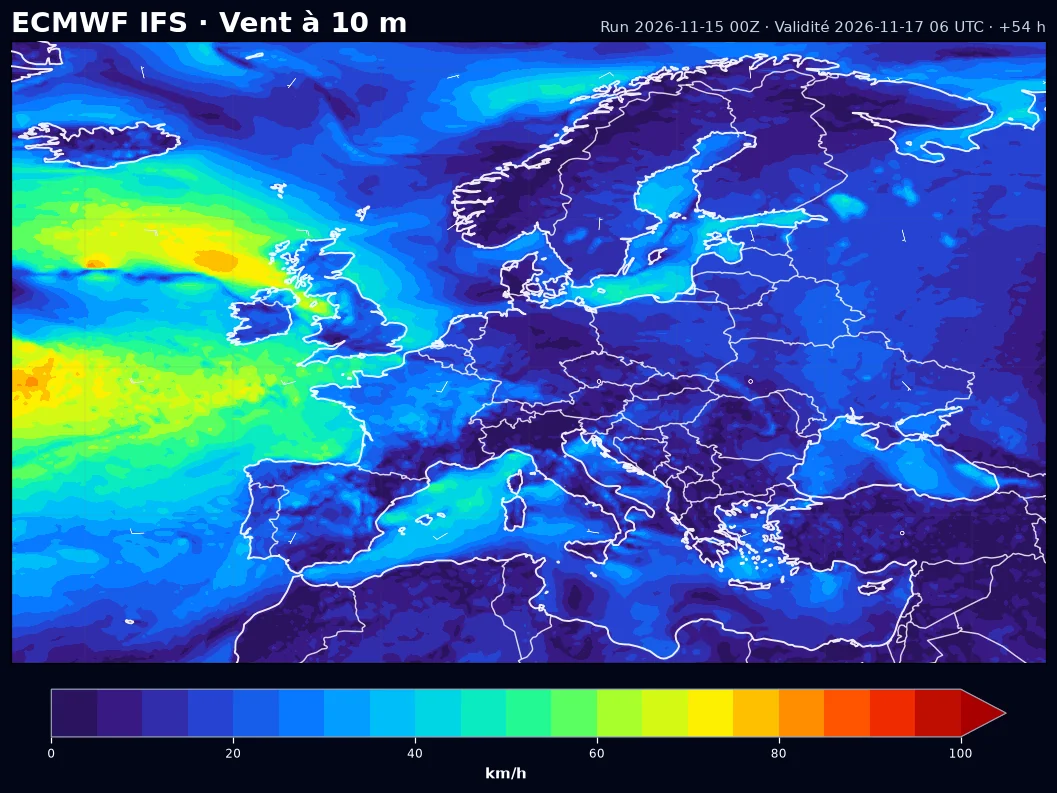 ECMWF IFS · Vent à 10 m
Run 2026-11-15 00Z · Validité 2026-11-17 06 UTC · +54 h
0 20 40 60 80 100
km/h